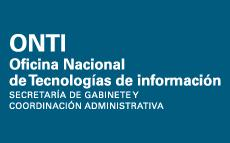 ONTI
Oficina Nacional
de Tecnologías de información
SECRETARÍA DE GABINETE Y
COORDINACIÓN ADMINISTRATIVA